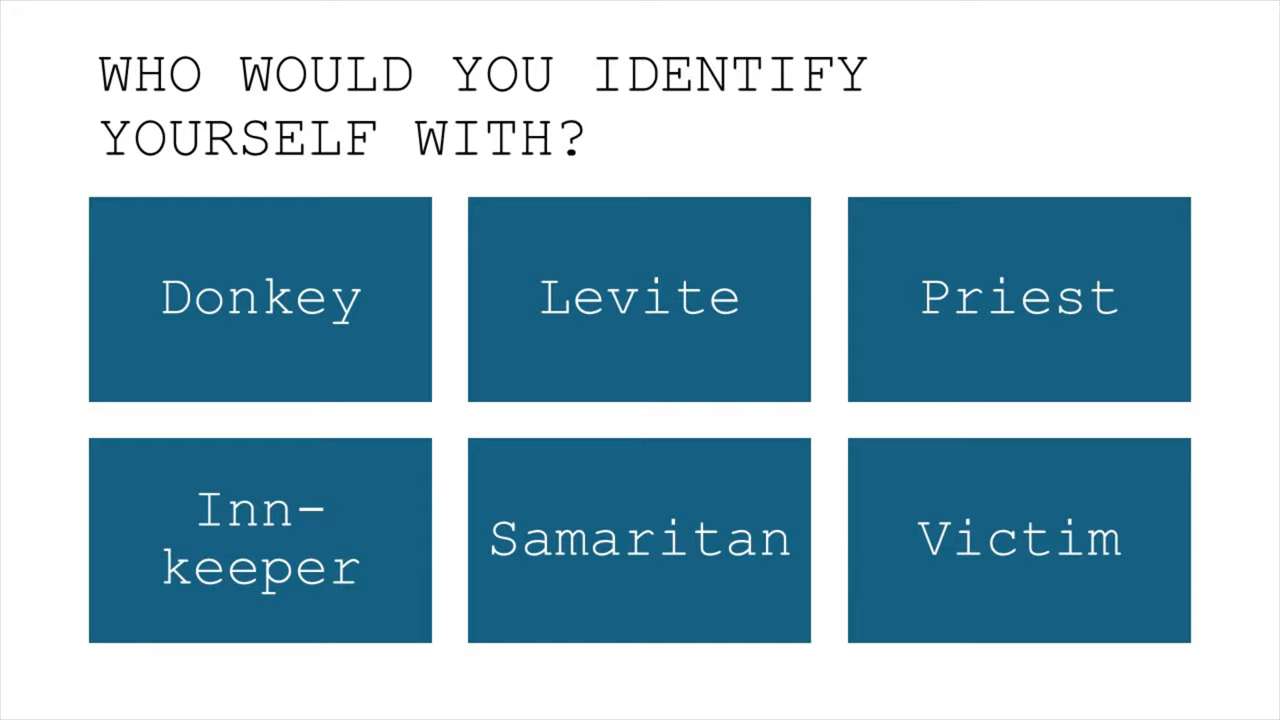 WHO WOULD YOU IDENTIFY
YOURSELF WITH?
Donkey
Levite
Priest
Inn-
keeper
Samaritan
Victim